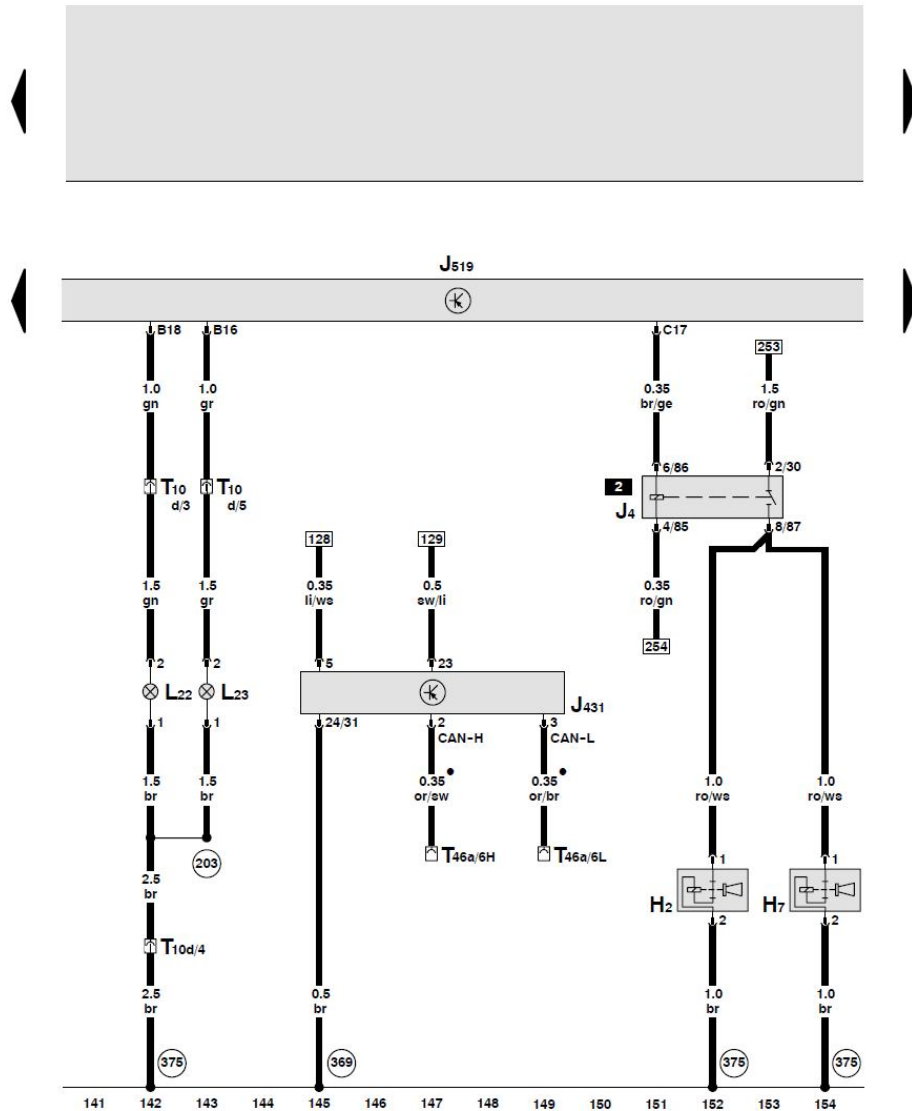 J519
B18 B16 C17
253
1.0 1.0 0.35 1.5
gn gr br/ge ro/gn
6/86 2/30
T10 T10 2
d/3 d/5 J4
4/85 8/87
128 129
1.5 1.5 0.35 0.5 0.35
gn gr li/ws sw/li ro/gn
254
2 2 5 23
L22 L23 J431
1 1 24/31 2 3
CAN-H CAN-L
1.5 1.5 0.35 0.35 1.0 1.0
br br or/sw or/br ro/ws ro/ws
203 T46a/6H T46a/6L
2.5 1 1
br H2 H7
2 2
T10d/4
2.5 0.5 1.0 1.0
br br br br
375 369 375 375
141 142 143 144 145 146 147 148 149 150 151 152 153 154